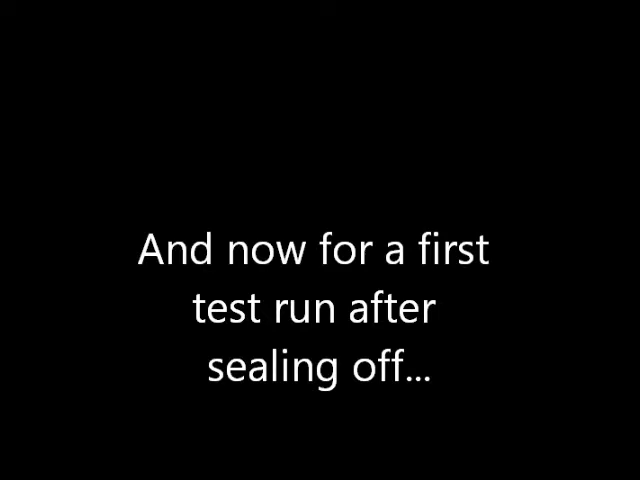 And now for a first
test run after
sealing off...